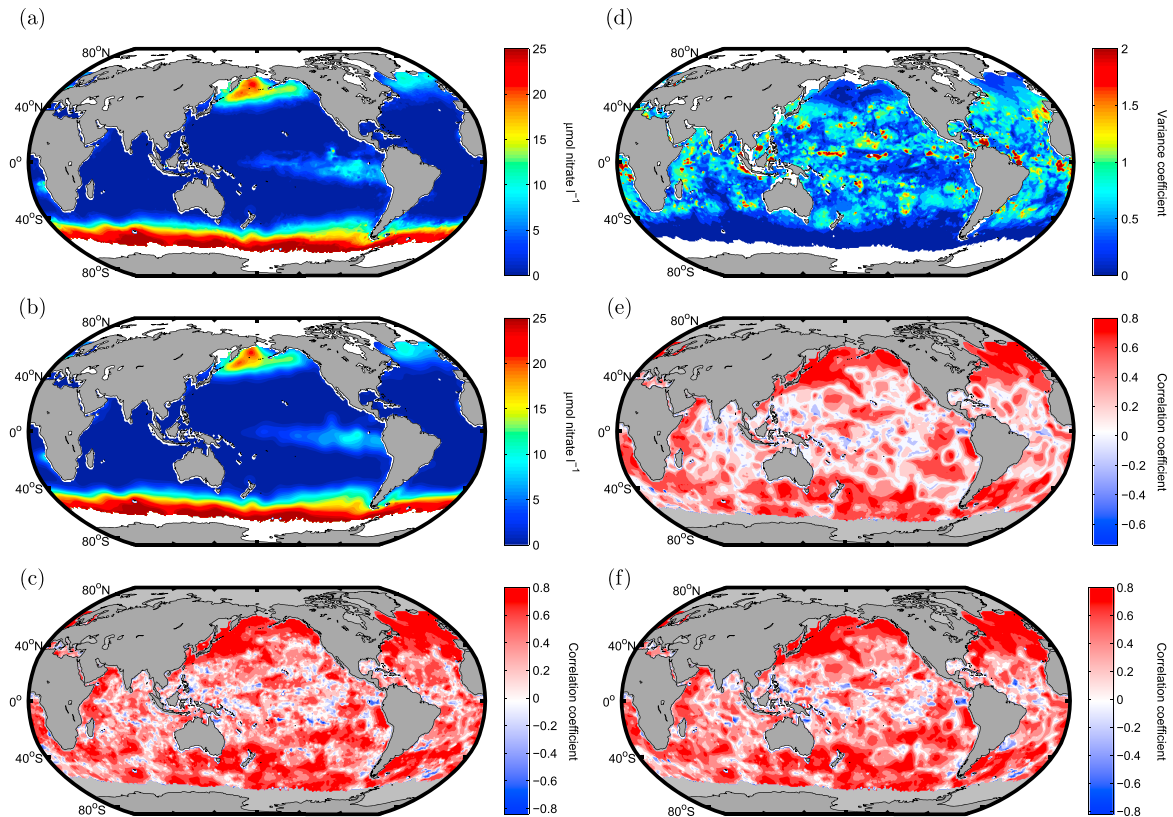 (a)
80°N
40°N
0°
40°S
80°S
25
20
15
10
5
0
μmol nitrate l⁻¹
(d)
80°N
40°N
0°
40°S
80°S
2
1.5
1
0.5
0
Variance coefficient
(b)
80°N
40°N
0°
40°S
80°S
25
20
15
10
5
0
μmol nitrate l⁻¹
(e)
80°N
40°N
0°
40°S
80°S
0.8
0.6
0.4
0.2
0
−0.2
−0.4
−0.6
Correlation coefficient
(c)
80°N
40°N
0°
40°S
80°S
0.8
0.6
0.4
0.2
0
−0.2
−0.4
−0.6
−0.8
Correlation coefficient
(f)
80°N
40°N
0°
40°S
80°S
0.8
0.6
0.4
0.2
0
−0.2
−0.4
−0.6
−0.8
Correlation coefficient